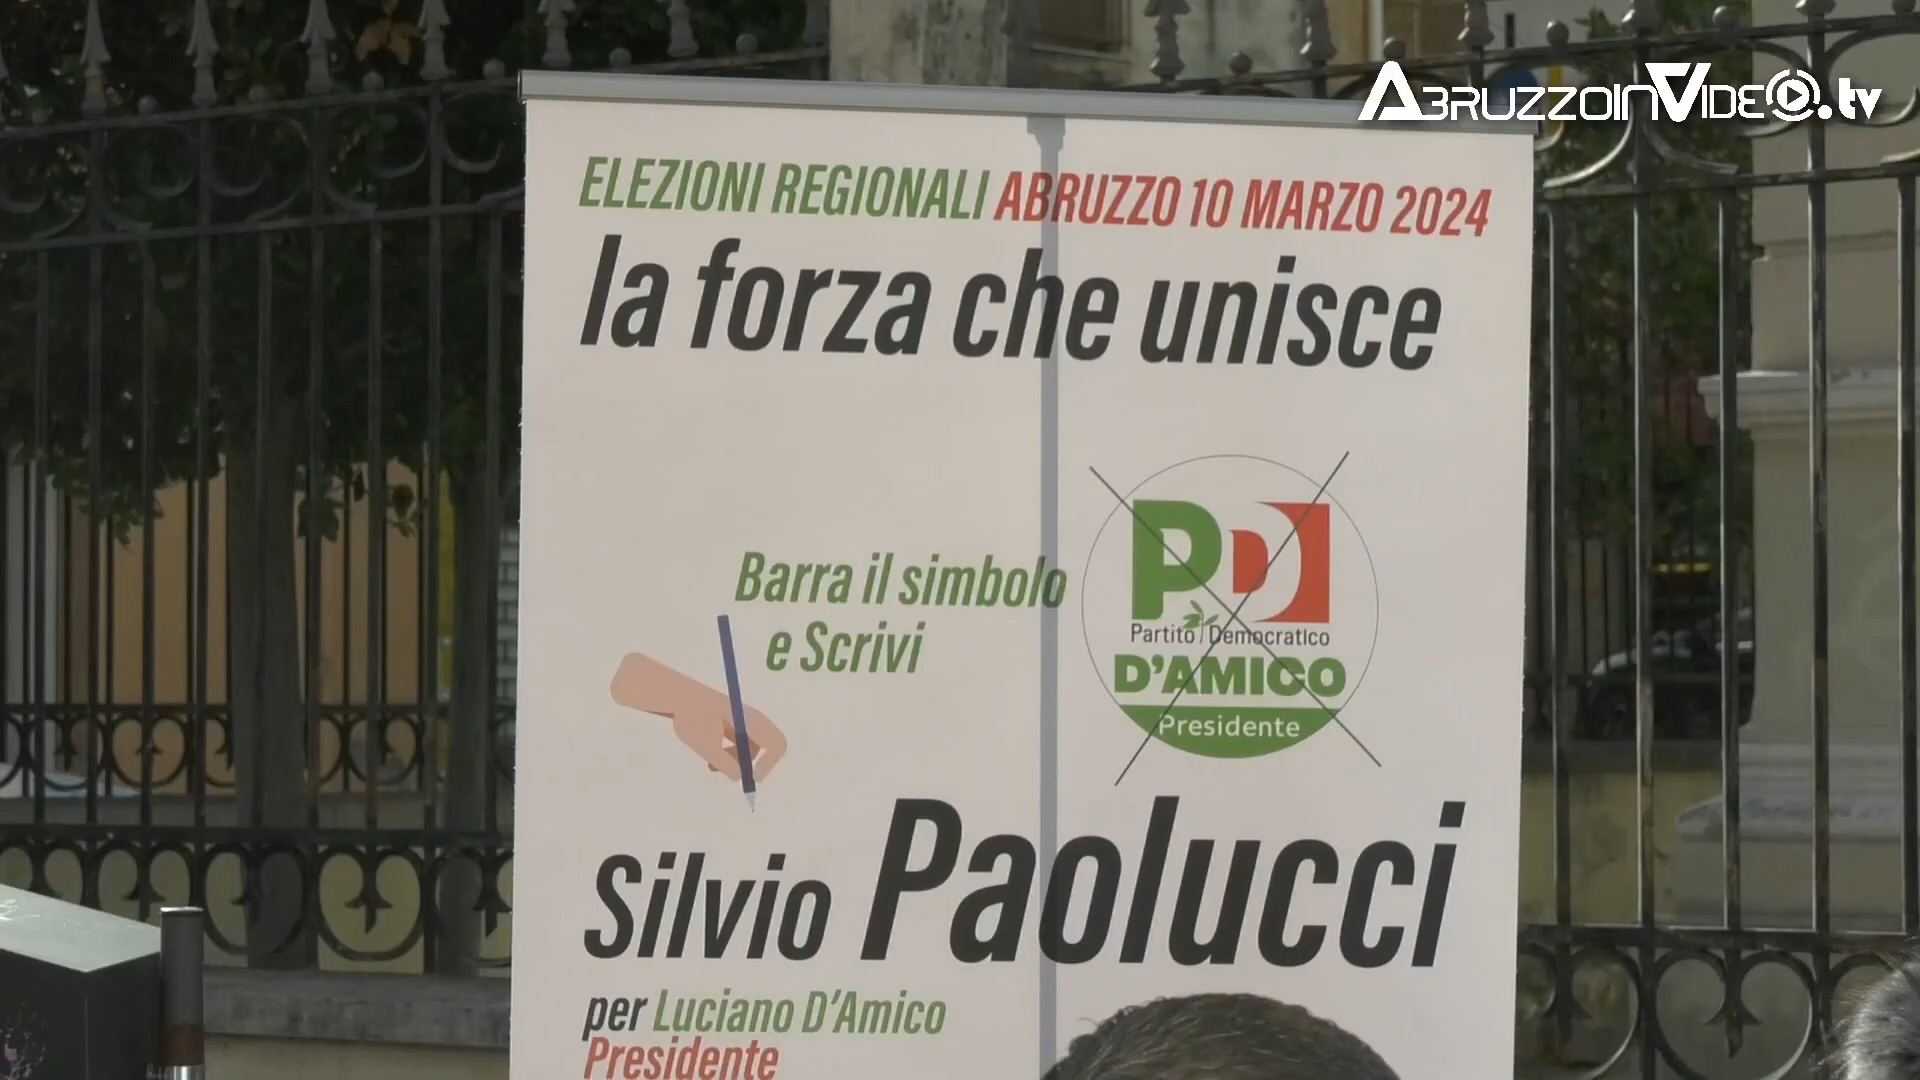 ABRUZZOINVIDEO.tv
ELEZIONI REGIONALI ABRUZZO 10 MARZO 2024
la forza che unisce
Barra il simbolo
e Scrivi
PD
Partito Democratico
D'AMICO
Presidente
Silvio Paolucci
per Luciano D'Amico
Presidente